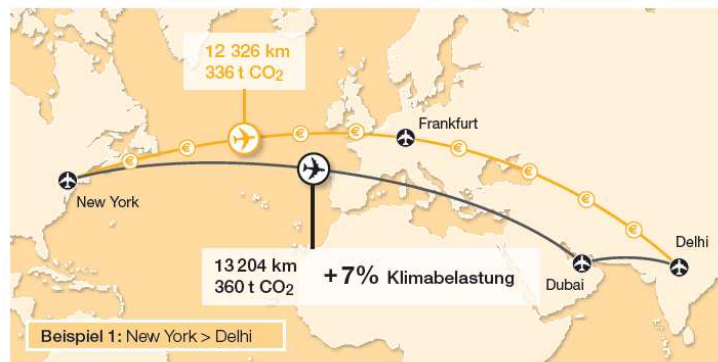 12 326 km
336 t CO₂
€ € € €
Frankfurt
€ € € €
New York
13 204 km
360 t CO₂
+7% Klimabelastung
Dubai
Delhi
Beispiel 1: New York > Delhi